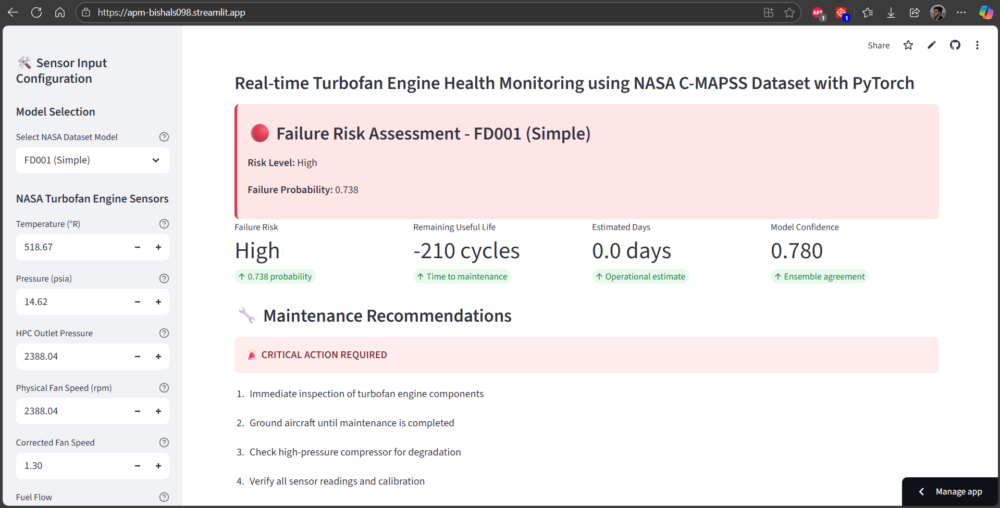 https://apm-bishals098.streamlit.app
ABP
1
1
Share
Sensor Input
Configuration
Model Selection
Select NASA Dataset Model
FD001 (Simple)
NASA Turbofan Engine Sensors
Temperature (°R)
518.67
Pressure (psia)
14.62
HPC Outlet Pressure
2388.04
Physical Fan Speed (rpm)
2388.04
Corrected Fan Speed
1.30
Fuel Flow
Real-time Turbofan Engine Health Monitoring using NASA C-MAPSS Dataset with PyTorch
Failure Risk Assessment - FD001 (Simple)
Risk Level: High
Failure Probability: 0.738
Failure Risk
High
↑ 0.738 probability
Remaining Useful Life
-210 cycles
↑ Time to maintenance
Estimated Days
0.0 days
↑ Operational estimate
Model Confidence
0.780
↑ Ensemble agreement
Maintenance Recommendations
CRITICAL ACTION REQUIRED
1. Immediate inspection of turbofan engine components
2. Ground aircraft until maintenance is completed
3. Check high-pressure compressor for degradation
4. Verify all sensor readings and calibration
Manage app